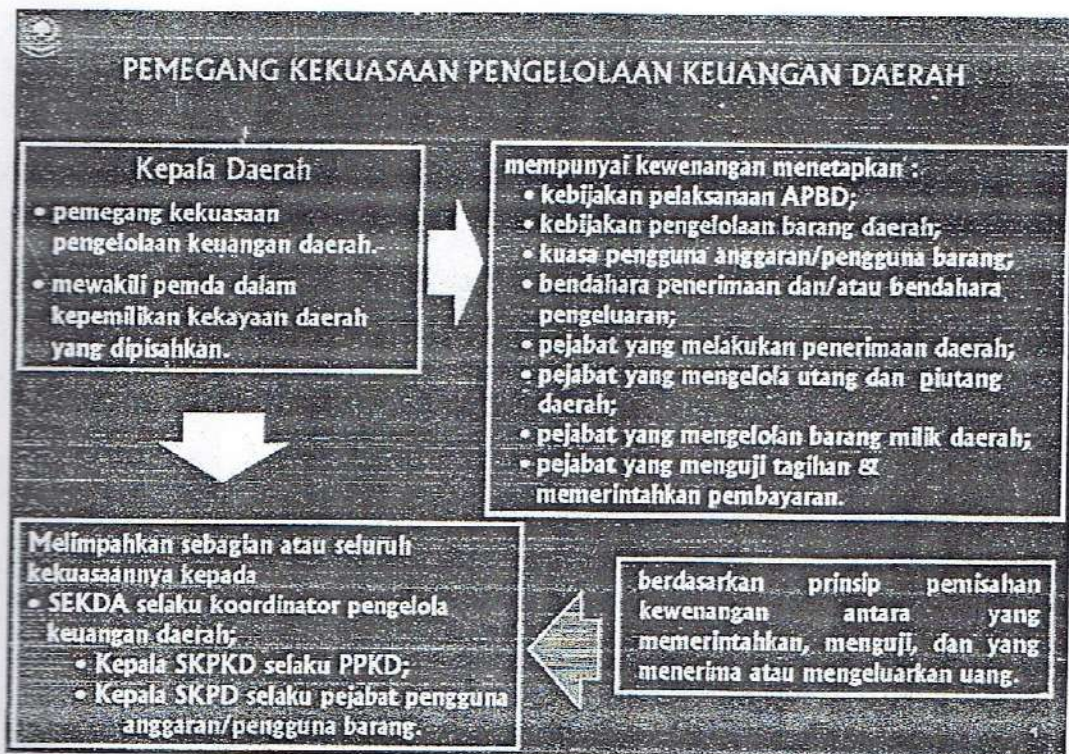 PEMEGANG KEKUASAAN PENGELOLAAN KEUANGAN DAERAH
Kepala Daerah
• pemegang kekuasaan
pengelolaan keuangan daerah.
• mewakili pemda dalam
kepemilikan kekayaan daerah
yang dipisahkan.
mempunyai kewenangan menetapkan :
• kebijakan pelaksanaan APBD;
• kebijakan pengelolaan barang daerah;
• kuasa pengguna anggaran/pengguna barang;
• bendahara penerimaan dan/atau bendahara
pengeluaran;
• pejabat yang melakukan penerimaan daerah;
• pejabat yang mengelola utang dan piutang
daerah;
• pejabat yang mengelolan barang milik daerah;
• pejabat yang menguji tagihan &
memerintahkan pembayaran.
Melimpahkan sebagian atau seluruh
kekuasaannya kepada
• SEKDA selaku koordinator pengelola
keuangan daerah;
• Kepala SKPKD selaku PPKD;
• Kepala SKPD selaku pejabat pengguna
anggaran/pengguna barang.
berdasarkan prinsip pemisahan
kewenangan antara yang
memerintahkan, menguji, dan yang
menerima atau mengeluarkan uang.